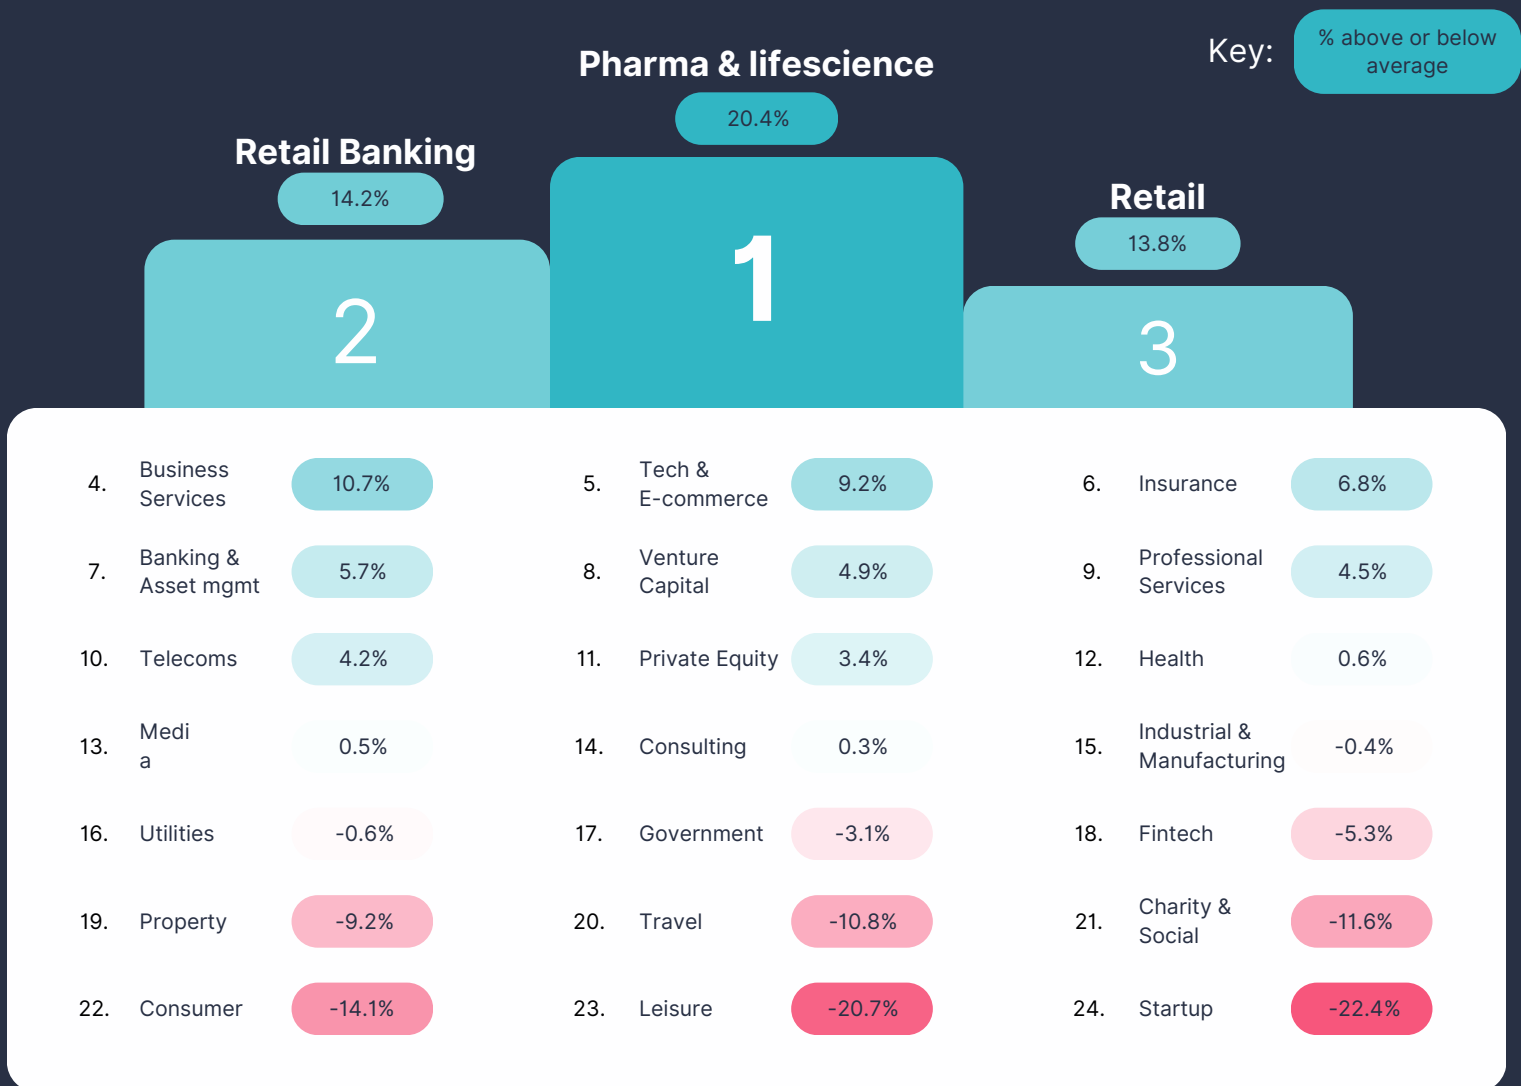 Key:
% above or below
average
Pharma & lifescience
20.4%
Retail Banking
14.2%
Retail
13.8%
1
2
3
4.
Business
Services
10.7%
5.
Tech &
E-commerce
9.2%
6.
Insurance
6.8%
7.
Banking &
Asset mgmt
5.7%
8.
Venture
Capital
4.9%
9.
Professional
Services
4.5%
10.
Telecoms
4.2%
11.
Private Equity
3.4%
12.
Health
0.6%
13.
Medi
a
0.5%
14.
Consulting
0.3%
15.
Industrial &
Manufacturing
-0.4%
16.
Utilities
-0.6%
17.
Government
-3.1%
18.
Fintech
-5.3%
19.
Property
-9.2%
20.
Travel
-10.8%
21.
Charity &
Social
-11.6%
22.
Consumer
-14.1%
23.
Leisure
-20.7%
24.
Startup
-22.4%